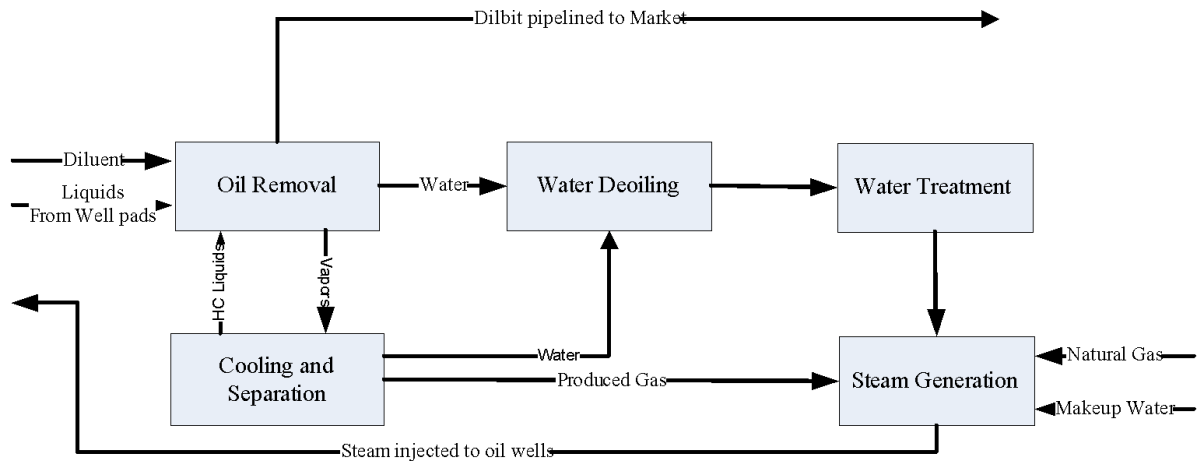 Dilbit pipelined to Market
Diluent
Liquids
From Well pads
Oil Removal
Water
Water Deoiling
Water Treatment
HC Liquids
Vapors
Cooling and
Separation
Water
Produced Gas
Steam Generation
Natural Gas
Makeup Water
Steam injected to oil wells